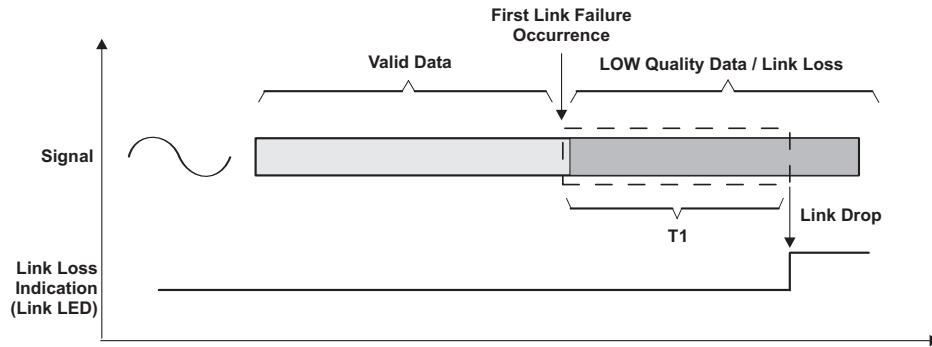 First Link Failure
Occurrence
Valid Data
LOW Quality Data / Link Loss
Signal
T1
Link Drop
Link Loss
Indication
(Link LED)